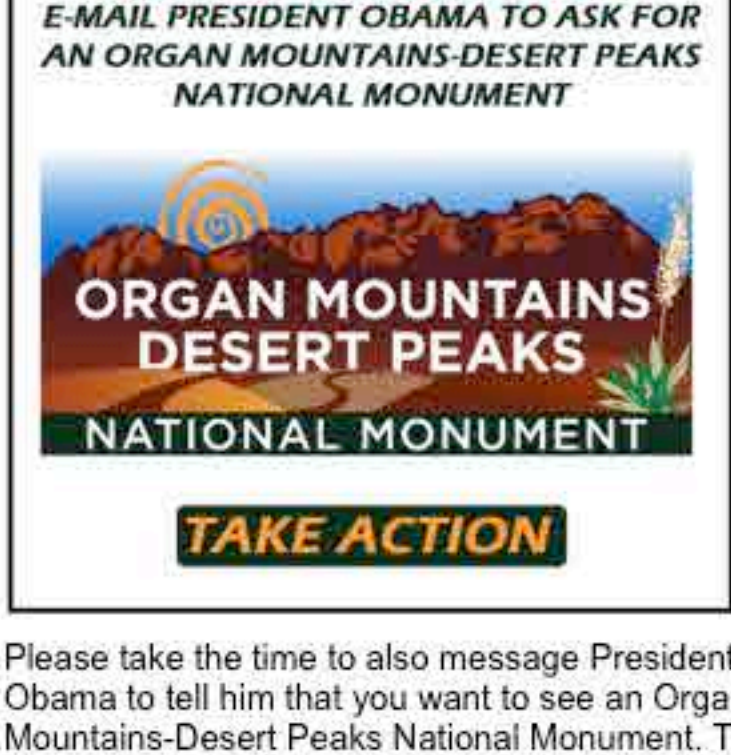 E-MAIL PRESIDENT OBAMA TO ASK FOR
AN ORGAN MOUNTAINS-DESERT PEAKS
NATIONAL MONUMENT
ORGAN MOUNTAINS
DESERT PEAKS
NATIONAL MONUMENT
TAKE ACTION
Please take the time to also message President
Obama to tell him that you want to see an Orga
Mountains-Desert Peaks National Monument. T